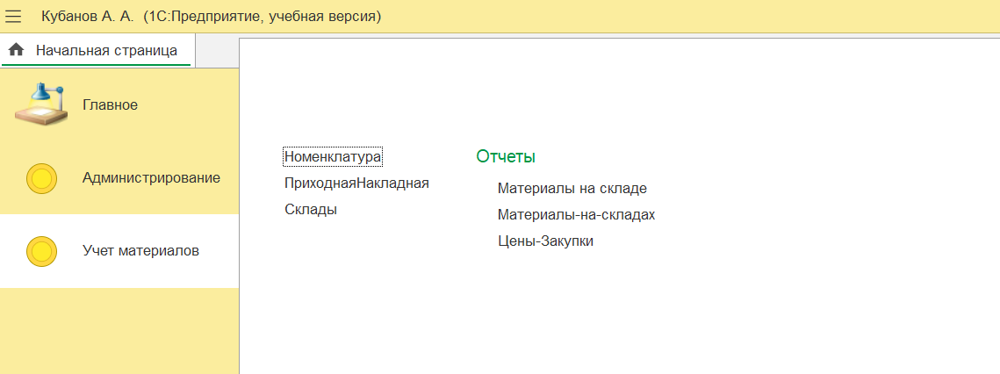 Кубанов А. А. (1С:Предприятие, учебная версия)
Начальная страница
Главное
Администрирование
Учет материалов
Номенклатура
ПриходнаяНакладная
Склады
Отчеты
Материалы на складе
Материалы-на-складах
Цены-Закупки